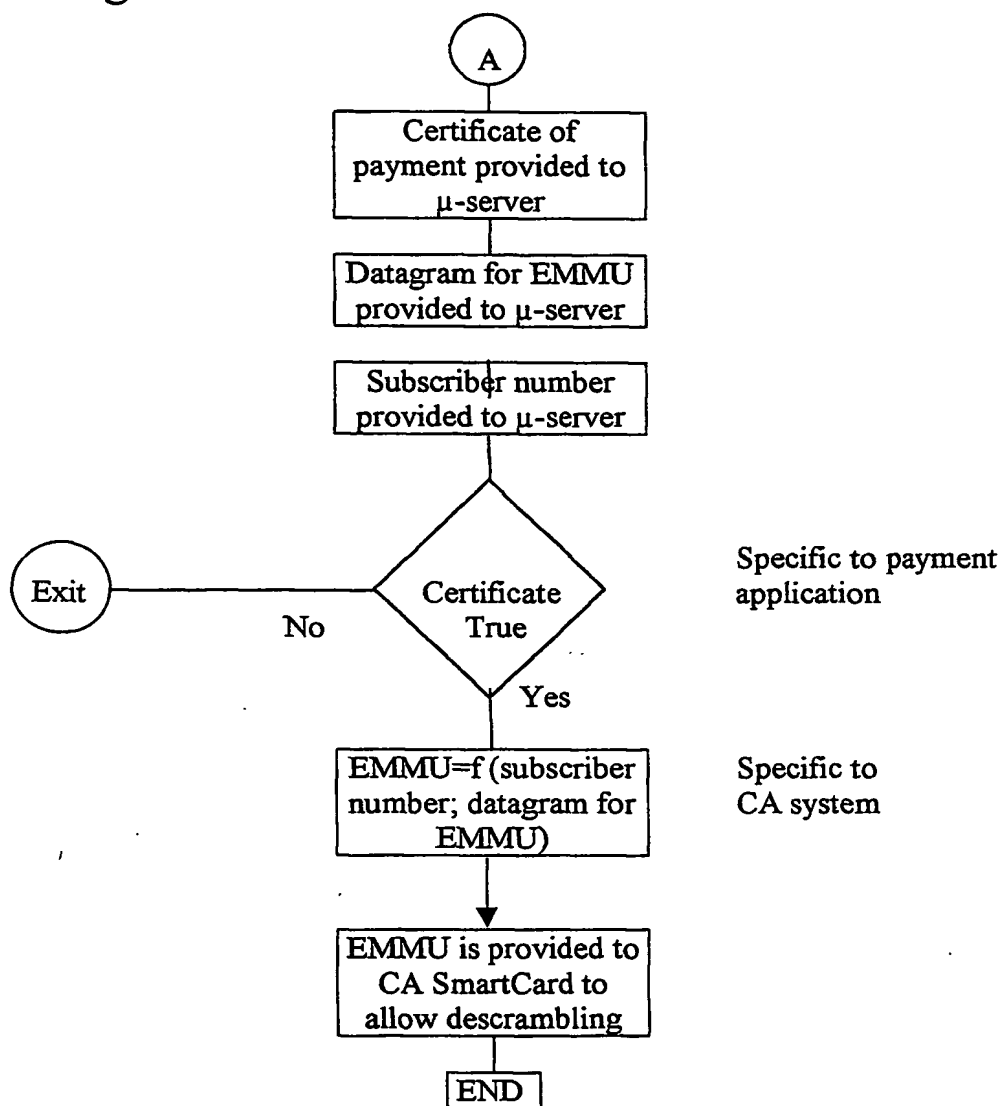 A
Certificate of
payment provided to
μ-server
Datagram for EMMU
provided to μ-server
Subscriber number
provided to μ-server
Certificate
True
Exit
No
Yes
Specific to payment
application
EMMU=f (subscriber
number; datagram for
EMMU)
Specific to
CA system
EMMU is provided to
CA SmartCard to
allow descrambling
END